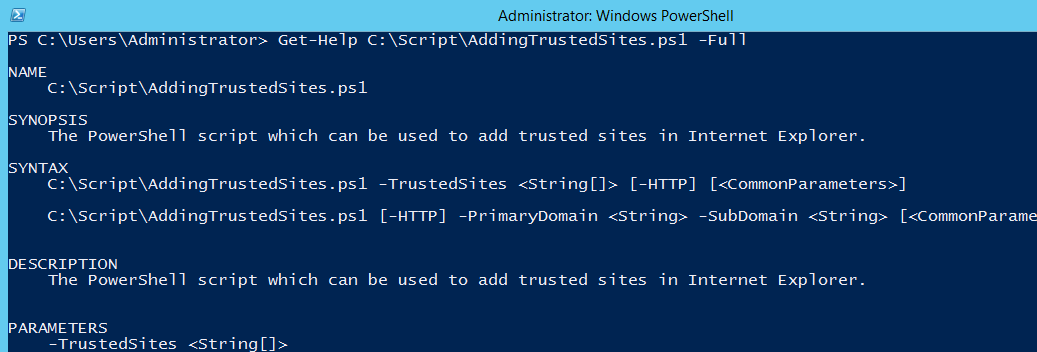 Administrator: Windows PowerShell
PS C:\Users\Administrator> Get-Help C:\Script\AddingTrustedSites.ps1 -Full
NAME
C:\Script\AddingTrustedSites.ps1
SYNOPSIS
The PowerShell script which can be used to add trusted sites in Internet Explorer.
SYNTAX
C:\Script\AddingTrustedSites.ps1 -TrustedSites <String[]> [-HTTP] [<CommonParameters>]
C:\Script\AddingTrustedSites.ps1 [-HTTP] -PrimaryDomain <String> -SubDomain <String> [<CommonParame
DESCRIPTION
The PowerShell script which can be used to add trusted sites in Internet Explorer.
PARAMETERS
-TrustedSites <String[]>